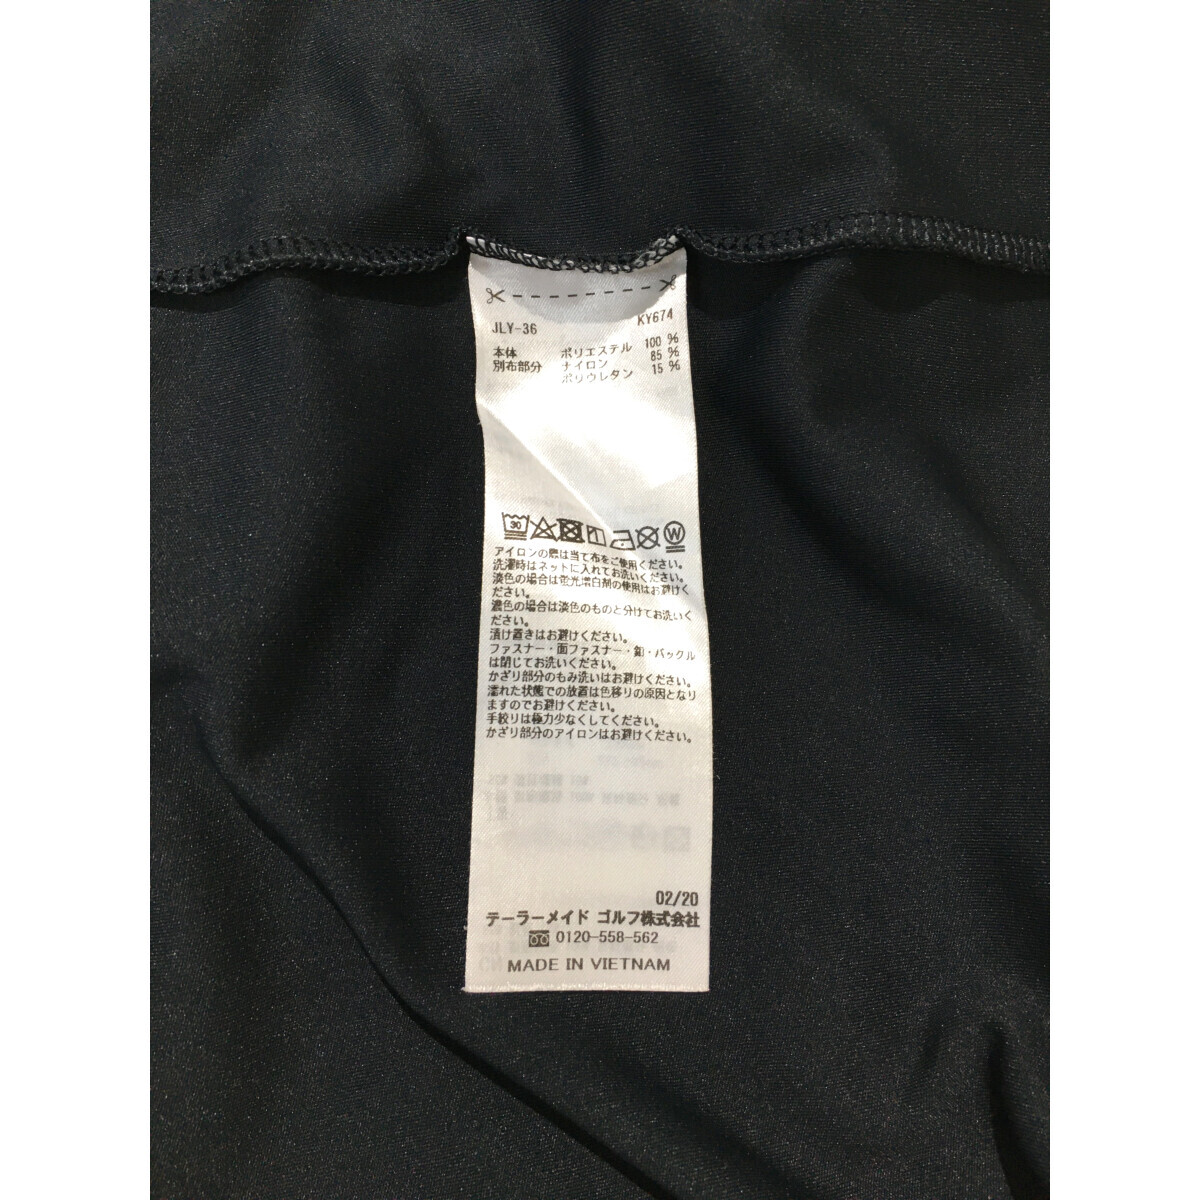 JLY-36 KY674
本体 ポリエステル 100 %
別布部分 ナイロン 85 %
ポリウレタン 15 %
30 W
アイロンの際は当て布をご使用ください。
洗濯時はネットに入れてお洗いください。
淡色の場合は蛍光増白剤の使用はお避けく
ださい。
濃色の場合は淡色のものと分けてお洗いく
ださい。
漬け置きはお避けください。
ファスナー・面ファスナー・釦・バックル
は閉じてお洗いください。
かざり部分のもみ洗いはお避けください。
濡れた状態での放置は色移りの原因となり
ますのでお避けください。
手絞りは極力少なくしてください。
かざり部分のアイロンはお避けください。
02/20
テーラーメイド ゴルフ株式会社
0120-558-562
MADE IN VIETNAM